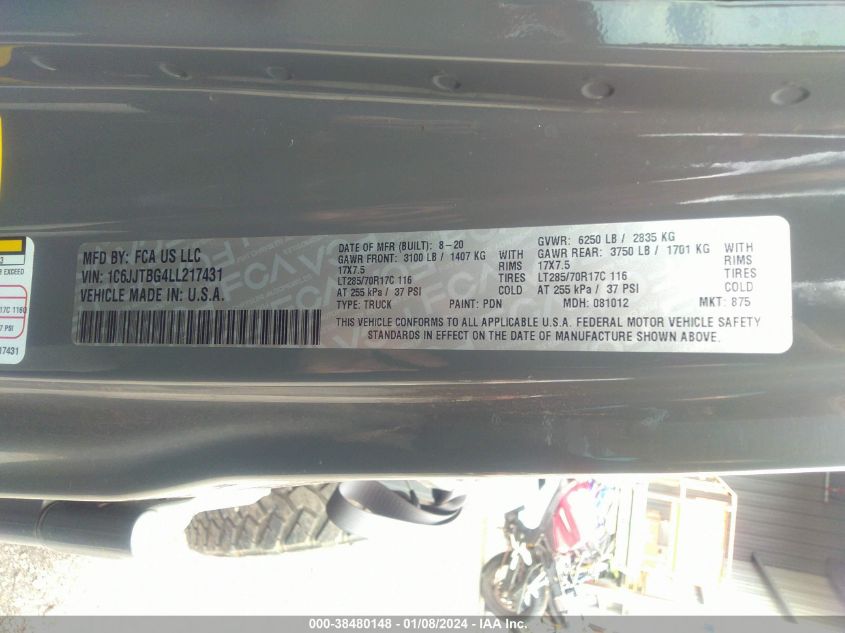 MFD BY: FCA US LLC
VIN: 1C6JJTBG4LL217431
VEHICLE MADE IN: U.S.A.
DATE OF MFR (BUILT): 8-20
GAWR FRONT: 3100 LB / 1407 KG WITH
17X7.5 RIMS
LT285/70R17C 116 TIRES
AT 255 kPa / 37 PSI COLD
TYPE: TRUCK PAINT: PDN
GVWR: 6250 LB / 2835 KG
GAWR REAR: 3750 LB / 1701 KG WITH
17X7.5 RIMS
LT285/70R17C 116 TIRES
AT 255 kPa / 37 PSI COLD
MDH: 081012 MKT: 875
THIS VEHICLE CONFORMS TO ALL APPLICABLE U.S.A. FEDERAL MOTOR VEHICLE SAFETY
STANDARDS IN EFFECT ON THE DATE OF MANUFACTURE SHOWN ABOVE.
EXCEED
17C 116Q
PSI
17431
000-38480148 - 01/08/2024 - IAA Inc.